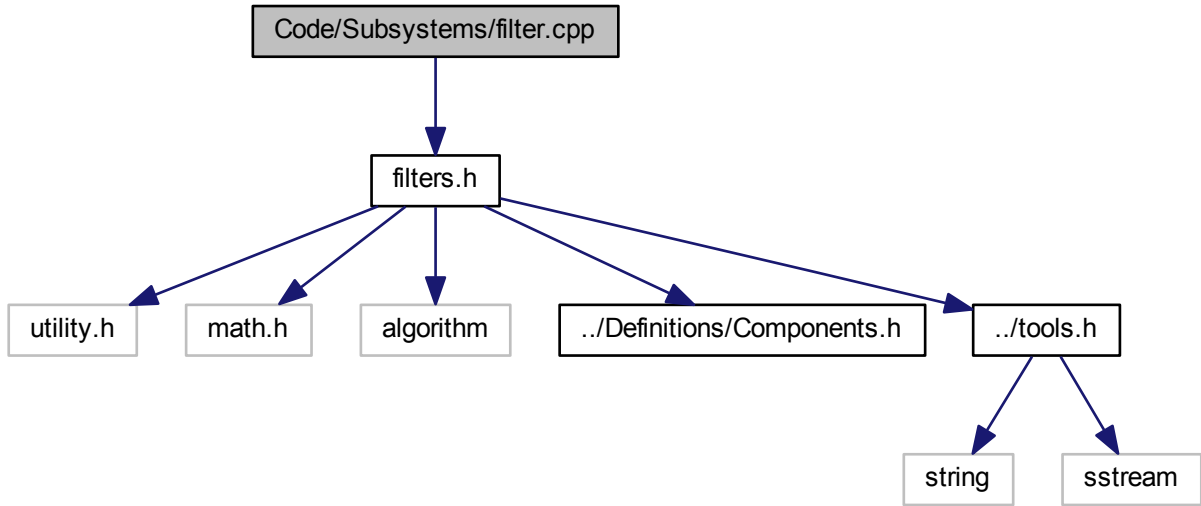 Code/Subsystems/filter.cpp
filters.h
utility.h
math.h
algorithm
../Definitions/Components.h
../tools.h
string
sstream